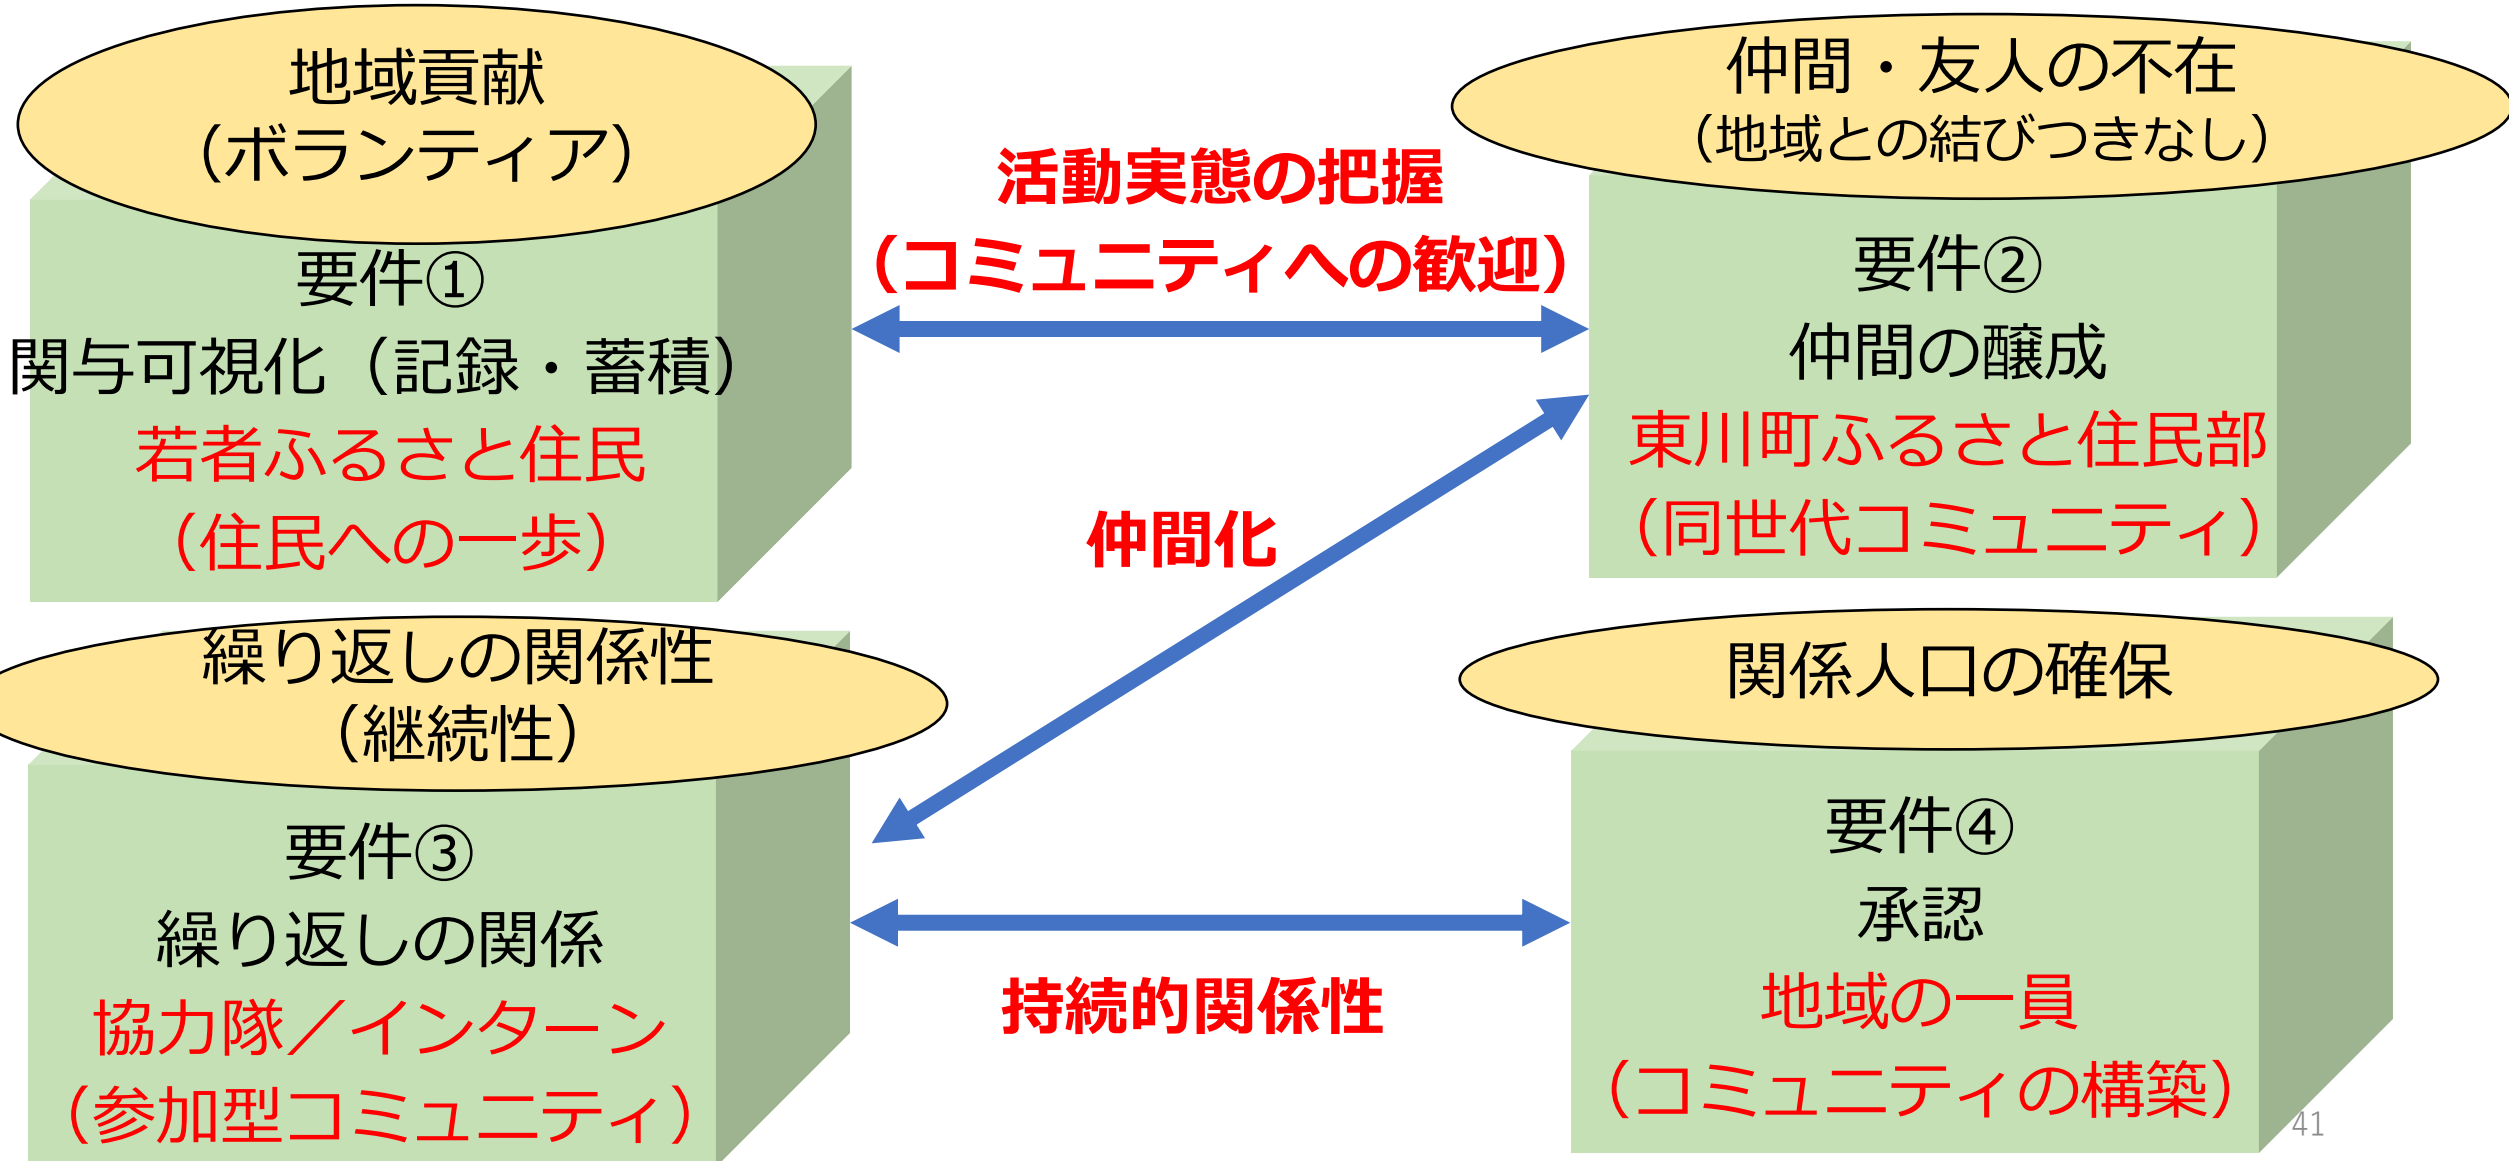 地域貢献
（ボランティア）
要件①
関与可視化（記録・蓄積）
若者ふるさと住民
（住民への一歩）
活動実態の把握
（コミュニティへの歓迎）
仲間・友人の不在
（地域との結びつきなし）
要件②
仲間の醸成
東川町ふるさと住民部
（同世代コミュニティ）
仲間化
繰り返しの関係性
（継続性）
要件③
繰り返しの関係
協力隊／インターン
（参加型コミュニティ）
持続的関係性
関係人口の確保
要件④
承認
地域の一員
（コミュニティの構築）
41